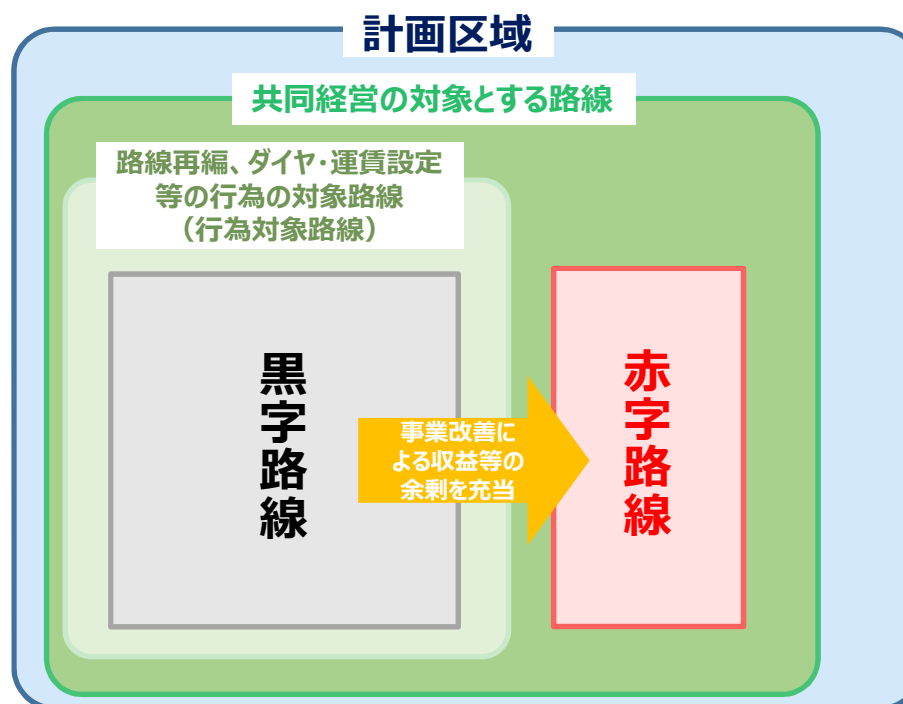 計画区域
共同経営の対象とする路線
路線再編、ダイヤ・運賃設定
等の行為の対象路線
（行為対象路線）
黒字路線
事業改善に
よる収益等の
余剰を充当
赤字路線